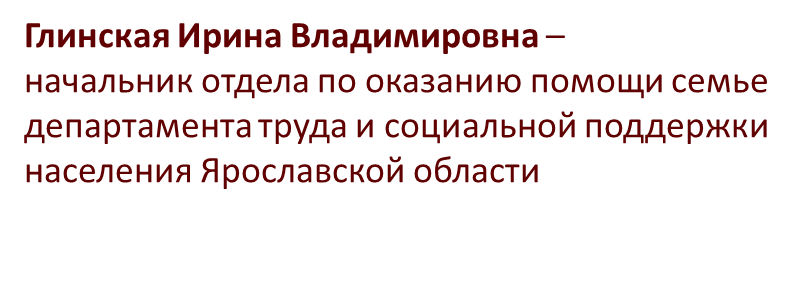 Глинская Ирина Владимировна –
начальник отдела по оказанию помощи семье
департамента труда и социальной поддержки
населения Ярославской области